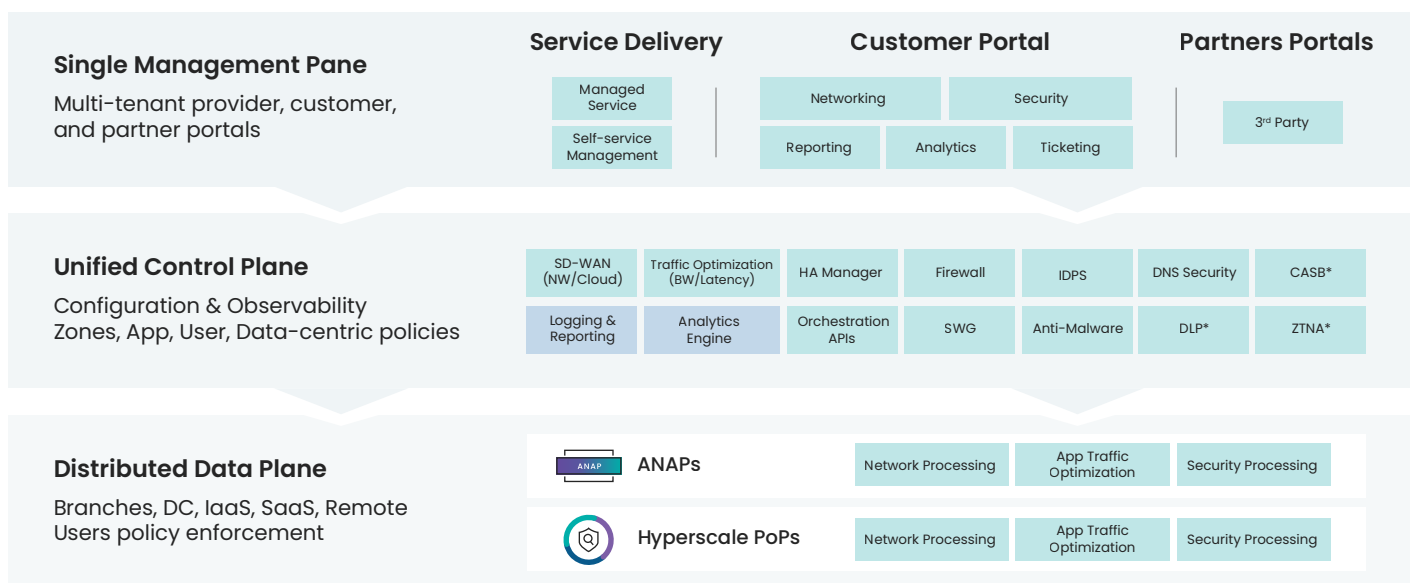 Single Management Pane
Multi-tenant provider, customer,
and partner portals
Service Delivery
Managed
Service
Self-service
Management
Customer Portal
Networking
Security
Reporting
Analytics
Ticketing
Partners Portals
3rd Party
Unified Control Plane
Configuration & Observability
Zones, App, User, Data-centric policies
SD-WAN
(NW/Cloud)
Traffic Optimization
(BW/Latency)
HA Manager
Firewall
IDPS
DNS Security
CASB*
Logging &
Reporting
Analytics
Engine
Orchestration
APIs
SWG
Anti-Malware
DLP*
ZTNA*
Distributed Data Plane
Branches, DC, IaaS, SaaS, Remote
Users policy enforcement
ANAP
ANAPs
Network Processing
App Traffic
Optimization
Security Processing
Hyperscale PoPs
Network Processing
App Traffic
Optimization
Security Processing